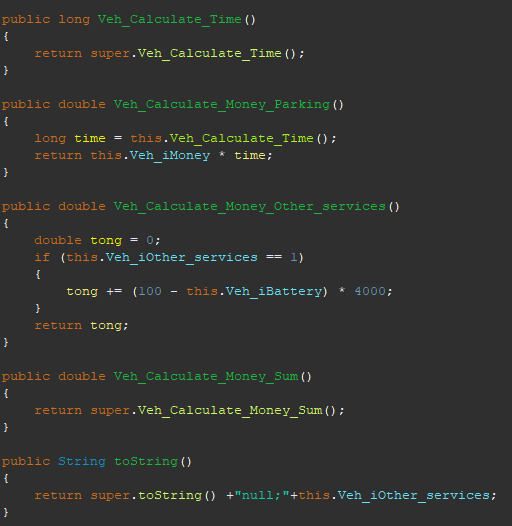 public long Veh_Calculate_Time()
{
    return super.Veh_Calculate_Time();
}
public double Veh_Calculate_Money_Parking()
{
    long time = this.Veh_Calculate_Time();
    return this.Veh_iMoney * time;
}
public double Veh_Calculate_Money_Other_services()
{
    double tong = 0;
    if (this.Veh_iOther_services == 1)
    {
        tong += (100 - this.Veh_iBattery) * 4000;
    }
    return tong;
}
public double Veh_Calculate_Money_Sum()
{
    return super.Veh_Calculate_Money_Sum();
}
public String toString()
{
    return super.toString() +"null;"+this.Veh_iOther_services;
}